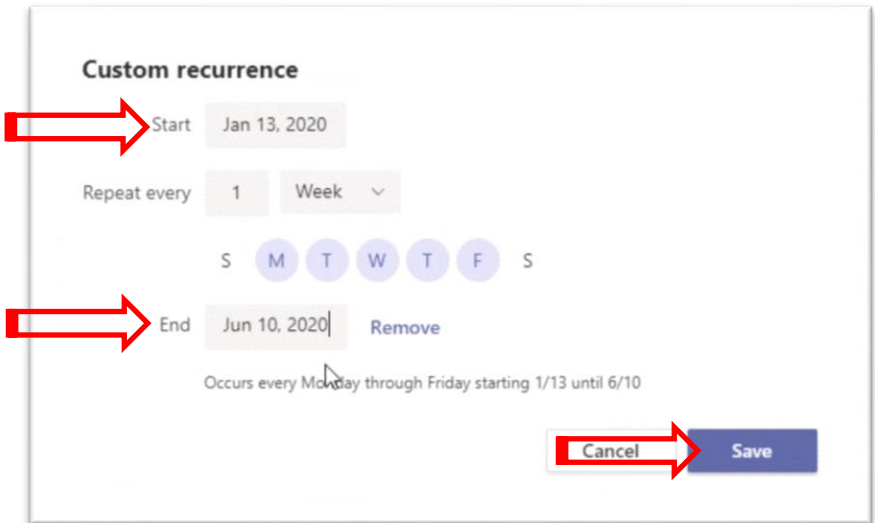 Custom recurrence
Start Jan 13, 2020
Repeat every 1 Week
S M T W T F S
End Jun 10, 2020 Remove
Occurs every Monday through Friday starting 1/13 until 6/10
Cancel Save